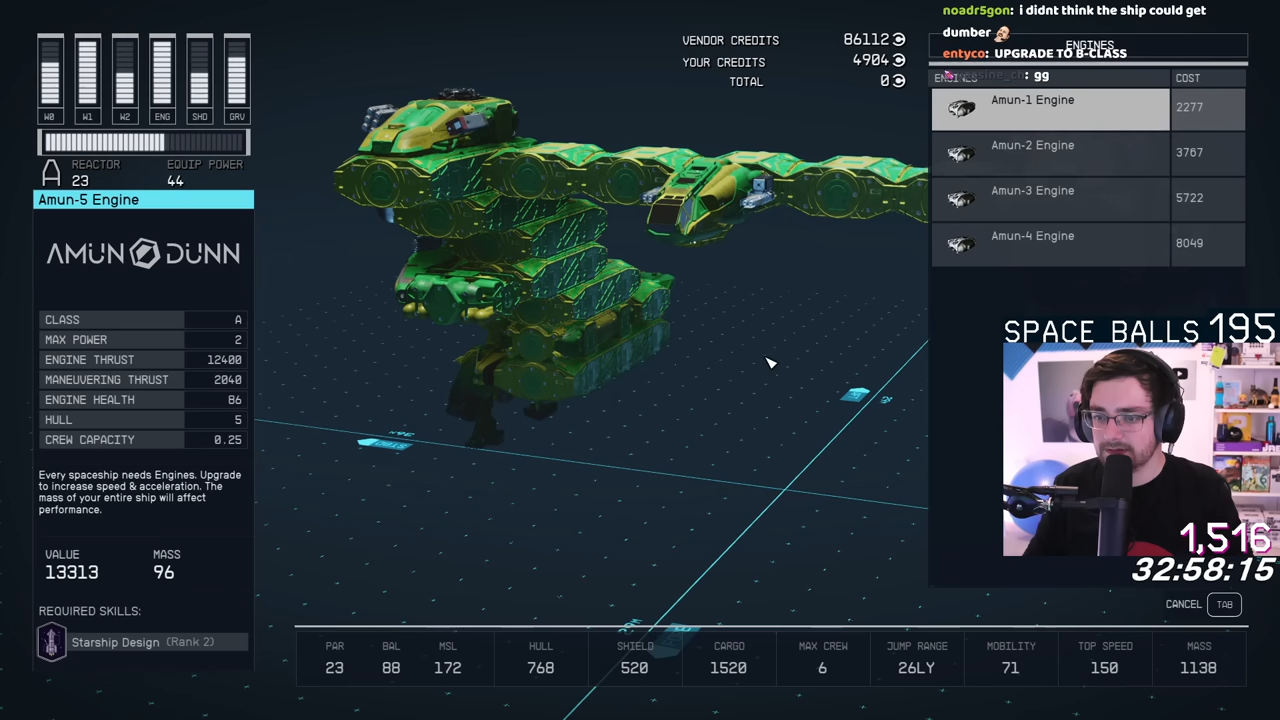 noadr5gon: i didnt think the ship could get
dumber
entyco: UPGRADE TO B-CLASS
: gg
W0 W1 W2 ENG SHD GRV
REACTOR
23
EQUIP POWER
44
A
VENDOR CREDITS 86112
YOUR CREDITS 4904
TOTAL 0
ENGINES
COST
Amun-1 Engine 2277
Amun-2 Engine 3767
Amun-3 Engine 5722
Amun-4 Engine 8049
Amun-5 Engine
AMUN DUNN
CLASS A
MAX POWER 2
ENGINE THRUST 12400
MANEUVERING THRUST 2040
ENGINE HEALTH 86
HULL 5
CREW CAPACITY 0.25
Every spaceship needs Engines. Upgrade
to increase speed & acceleration. The
mass of your entire ship will affect
performance.
VALUE MASS
13313 96
REQUIRED SKILLS:
Starship Design (Rank 2)
SPACE BALLS 195
1,516
32:58:15
CANCEL TAB
PAR BAL MSL HULL SHIELD CARGO MAX CREW JUMP RANGE MOBILITY TOP SPEED MASS
23 88 172 768 520 1520 6 26LY 71 150 1138